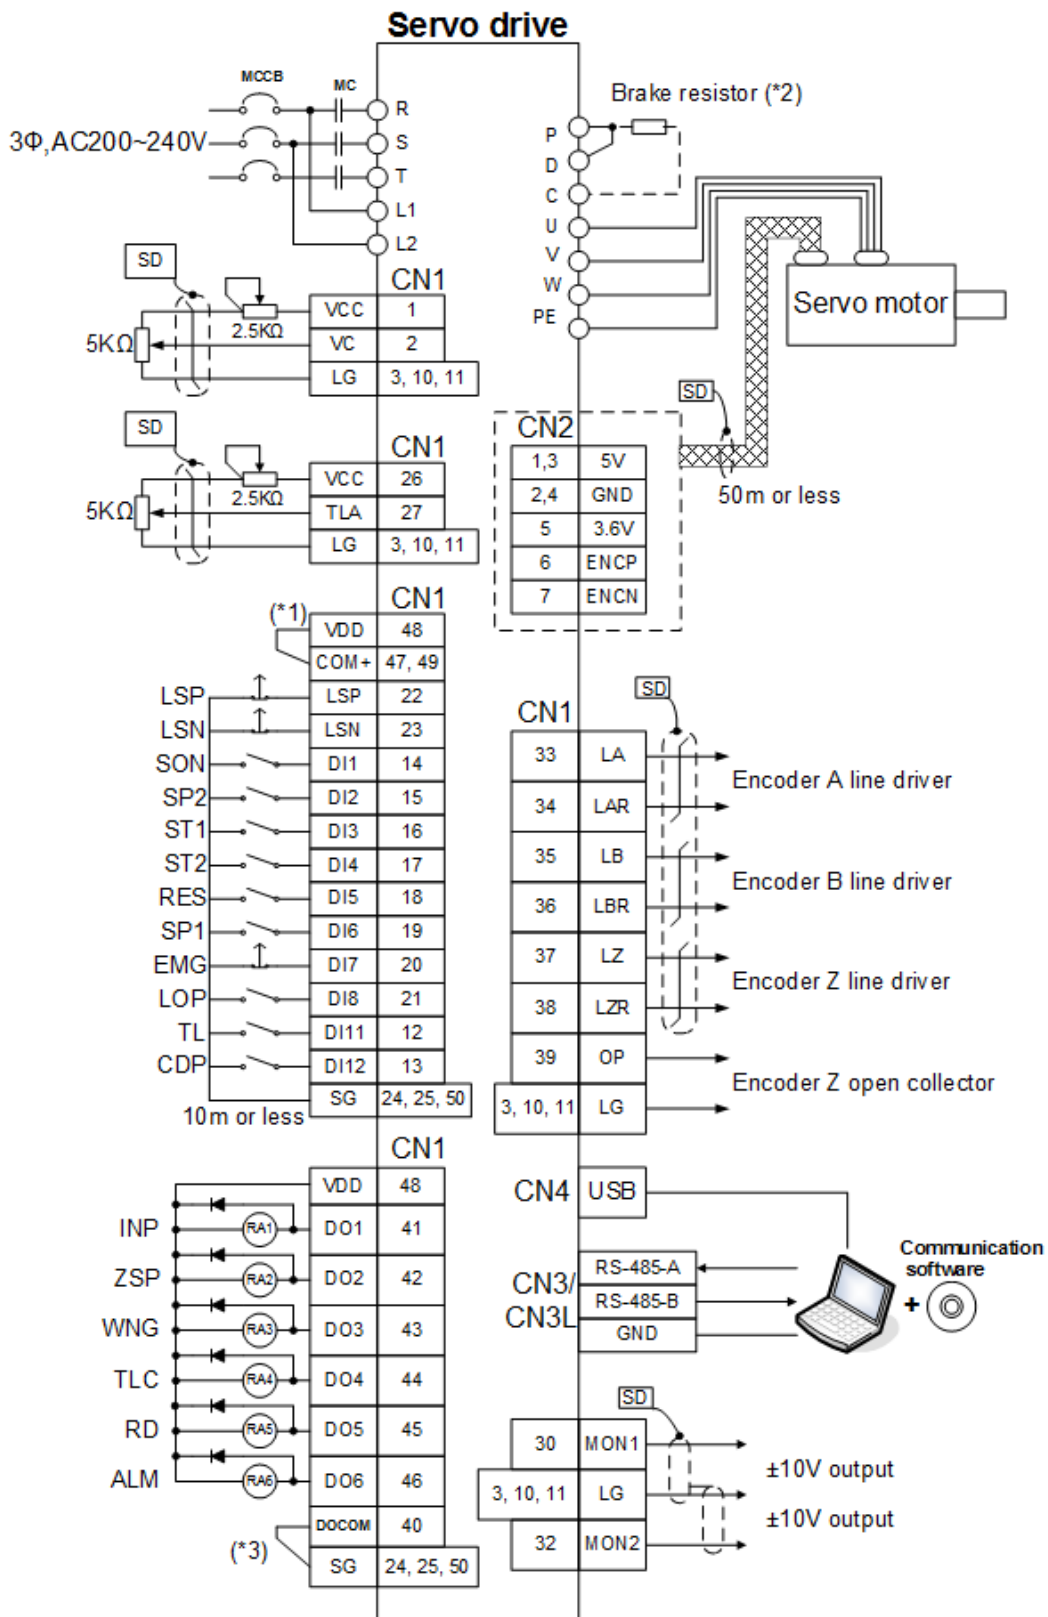 Servo drive
MCCB
MC
3Φ,AC200~240V
R
S
T
L1
L2
Brake resistor (*2)
P
D
C
U
V
W
PE
Servo motor
SD
50m or less
SD
CN1
5KΩ
2.5KΩ
VCC 1
VC 2
LG 3, 10, 11
SD
CN1
5KΩ
2.5KΩ
VCC 26
TLA 27
LG 3, 10, 11
CN2
1,3 5V
2,4 GND
5 3.6V
6 ENCP
7 ENCN
CN1
(*1)
VDD 48
COM+ 47, 49
LSP LSP 22
LSN LSN 23
SON DI1 14
SP2 DI2 15
ST1 DI3 16
ST2 DI4 17
RES DI5 18
SP1 DI6 19
EMG DI7 20
LOP DI8 21
TL DI11 12
CDP DI12 13
SG 24, 25, 50
10m or less
SD
CN1
33 LA
Encoder A line driver
34 LAR
35 LB
Encoder B line driver
36 LBR
37 LZ
Encoder Z line driver
38 LZR
39 OP
Encoder Z open collector
3, 10, 11 LG
CN1
VDD 48
INP RA1 DO1 41
ZSP RA2 DO2 42
WNG RA3 DO3 43
TLC RA4 DO4 44
RD RA5 DO5 45
ALM RA6 DO6 46
DOCOM 40
(*3)
SG 24, 25, 50
CN4 USB
CN3/
CN3L
RS-485-A
RS-485-B
GND
Communication
software
+
SD
30 MON1
±10V output
3, 10, 11 LG
±10V output
32 MON2